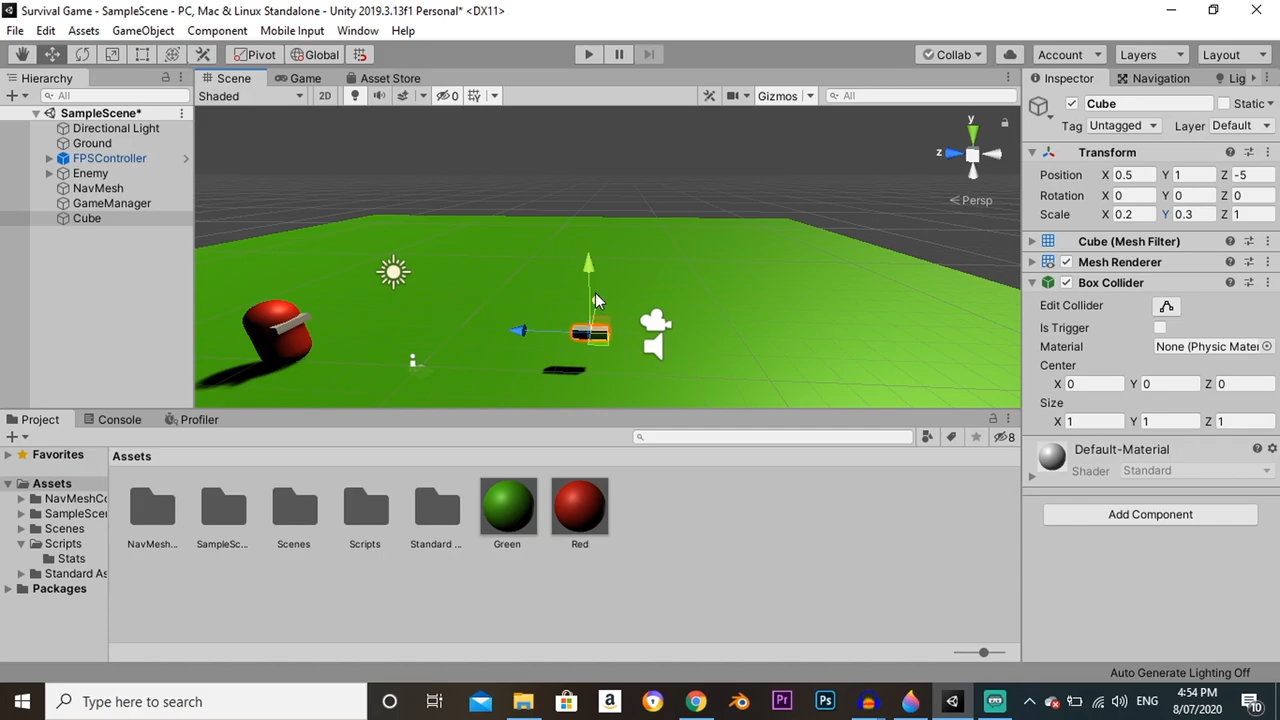 Survival Game - SampleScene - PC, Mac & Linux Standalone - Unity 2019.3.13f1 Personal* <DX11>
File Edit Assets GameObject Component Mobile Input Window Help
Pivot Global Collab Account Layers Layout
Hierarchy Scene Game Asset Store Inspector Navigation Lig
All Shaded 2D 0 Gizmos All Cube Static
SampleScene*
Tag Untagged Layer Default
Directional Light
Ground
FPSController
Enemy
NavMesh
GameManager
Cube
y
z
Persp
Transform
Position X 0.5 Y 1 Z -5
Rotation X 0 Y 0 Z 0
Scale X 0.2 Y 0.3 Z 1
Cube (Mesh Filter)
Mesh Renderer
Box Collider
Edit Collider
Is Trigger
Material None (Physic Mater
Center
X 0 Y 0 Z 0
Size
X 1 Y 1 Z 1
Default-Material
Shader Standard
Add Component
Project Console Profiler
8
Favorites
Assets
NavMeshCo
SampleScer
Scenes
Scripts
Stats
Standard As
Packages
Assets
NavMesh... SampleSc... Scenes Scripts Standard ... Green Red
Auto Generate Lighting Off
Type here to search
a Pr Ps ENG
4:54 PM
8/07/2020
10